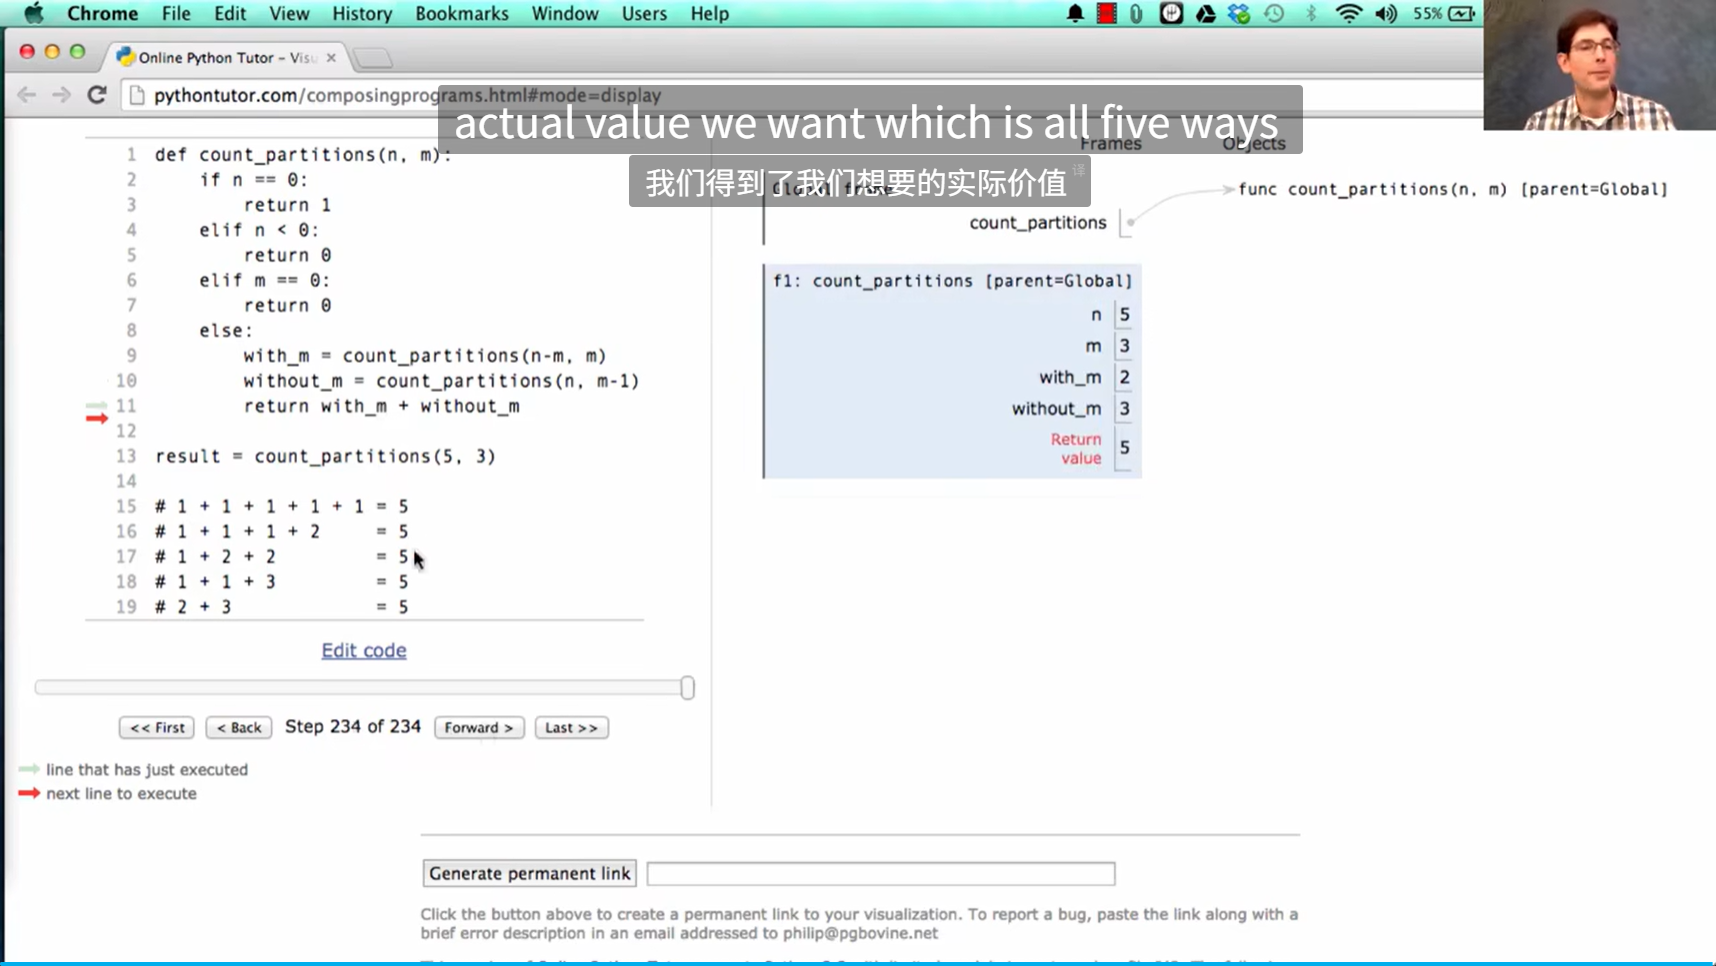 Chrome File Edit View History Bookmarks Window Users Help 55%
Online Python Tutor - Visu
pythontutor.com/composingprograms.html#mode=display
actual value we want which is all five ways
我们得到了我们想要的实际价值 译
Frames Objects
1 def count_partitions(n, m):
2 if n == 0:
3 return 1
4 elif n < 0:
5 return 0
6 elif m == 0:
7 return 0
8 else:
9 with_m = count_partitions(n-m, m)
10 without_m = count_partitions(n, m-1)
11 return with_m + without_m
12
13 result = count_partitions(5, 3)
14
15 # 1 + 1 + 1 + 1 + 1 = 5
16 # 1 + 1 + 1 + 2 = 5
17 # 1 + 2 + 2 = 5
18 # 1 + 1 + 3 = 5
19 # 2 + 3 = 5
Edit code
<< First < Back Step 234 of 234 Forward > Last >>
line that has just executed
next line to execute
count_partitions
func count_partitions(n, m) [parent=Global]
f1: count_partitions [parent=Global]
n 5
m 3
with_m 2
without_m 3
Return
value 5
Generate permanent link
Click the button above to create a permanent link to your visualization. To report a bug, paste the link along with a
brief error description in an email addressed to philip@pgbovine.net